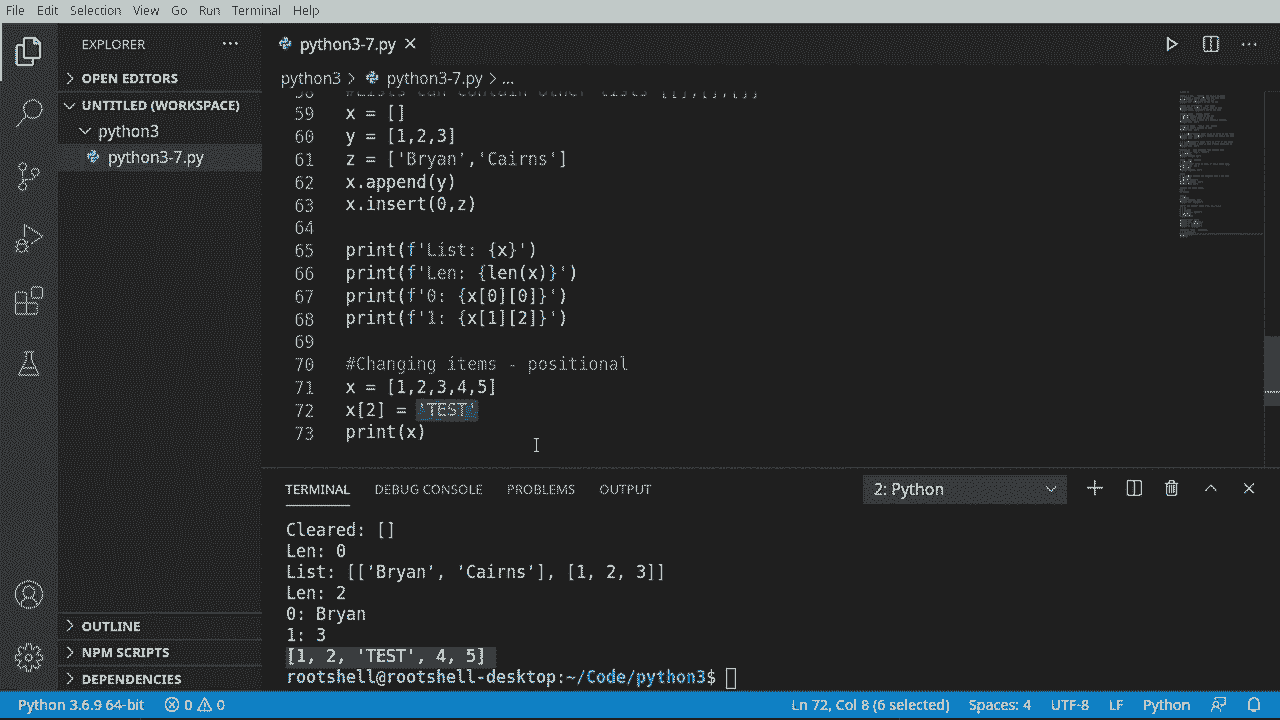 File Edit Selection View Go Run Terminal Help
EXPLORER ...
OPEN EDITORS
UNTITLED (WORKSPACE)
python3
python3-7.py
OUTLINE
NPM SCRIPTS
DEPENDENCIES
python3-7.py
python3 > python3-7.py > ...
58 #Lists can contain other lists [[],[],[]]
59 x = []
60 y = [1,2,3]
61 z = ['Bryan','Cairns']
62 x.append(y)
63 x.insert(0,z)
64
65 print(f'List: {x}')
66 print(f'Len: {len(x)}')
67 print(f'0: {x[0][0]}')
68 print(f'1: {x[1][2]}')
69
70 #Changing items - positional
71 x = [1,2,3,4,5]
72 x[2] = 'TEST'
73 print(x)
TERMINAL DEBUG CONSOLE PROBLEMS OUTPUT 2: Python
Cleared: []
Len: 0
List: [['Bryan', 'Cairns'], [1, 2, 3]]
Len: 2
0: Bryan
1: 3
[1, 2, 'TEST', 4, 5]
rootshell@rootshell-desktop:~/Code/python3$
Python 3.6.9 64-bit 0 0 Ln 72, Col 8 (6 selected) Spaces: 4 UTF-8 LF Python